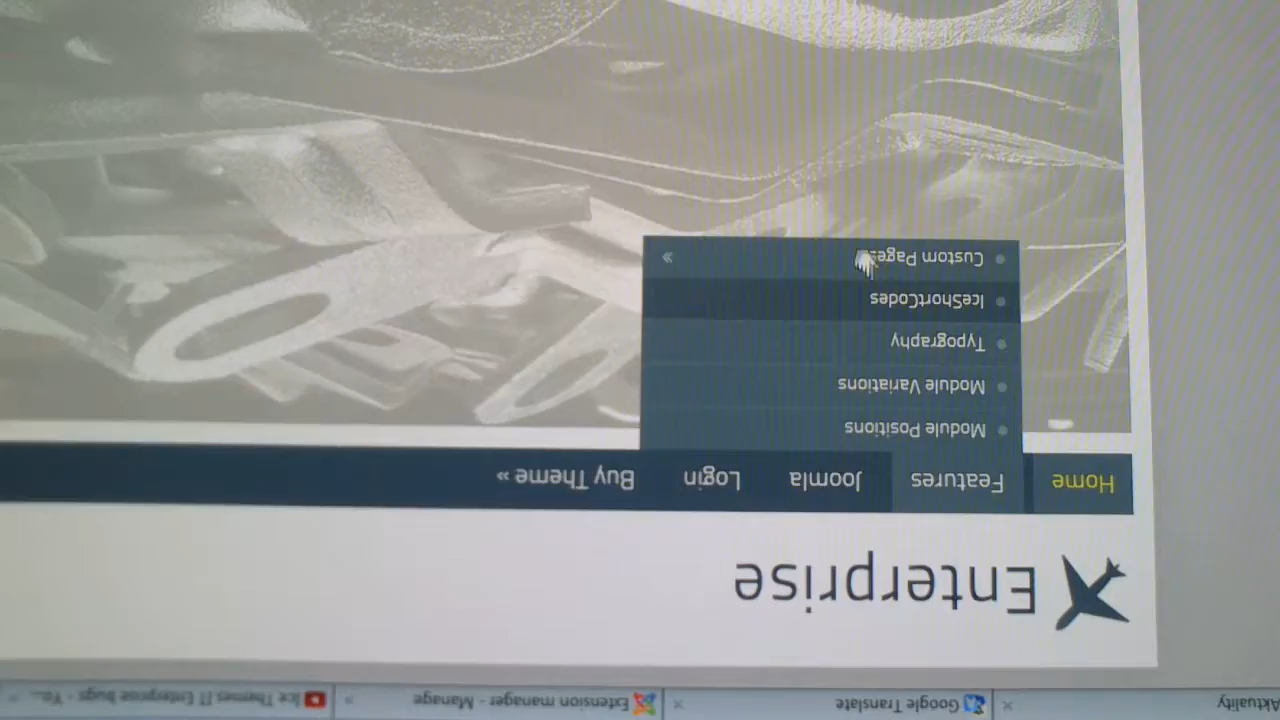 Aktuality
Google Translate
Extension manager - Manage
Ice Themes IT Enterprise bugs - Yo...
Enterprise
Home Features Joomla Login Buy Theme »
Module Positions
Module Variations
Typography
IceShortCodes
Custom Pages »